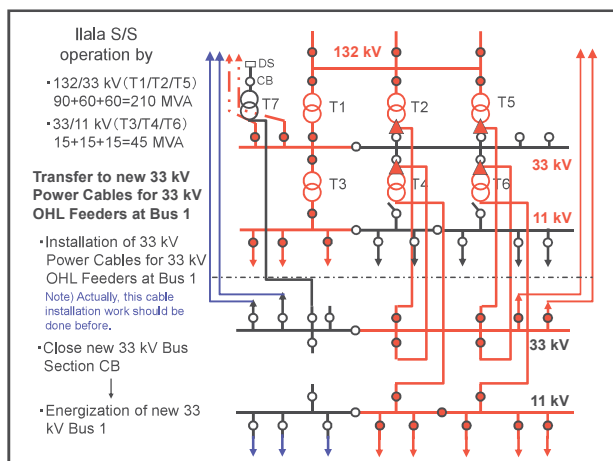 Ilala S/S
operation by
・132/33 kV(T1/T2/T5)
90+60+60=210 MVA
・33/11 kV(T3/T4/T6)
15+15+15=45 MVA
Transfer to new 33 kV
Power Cables for 33 kV
OHL Feeders at Bus 1
・Installation of 33 kV
Power Cables for 33 kV
OHL Feeders at Bus 1
Note) Actually, this cable
installation work should be
done before.
・Close new 33 kV Bus
Section CB
・Energization of new 33
kV Bus 1
DS
CB
T7
132 kV
T1
T2
T5
33 kV
T3
T4
T6
11 kV
33 kV
11 kV